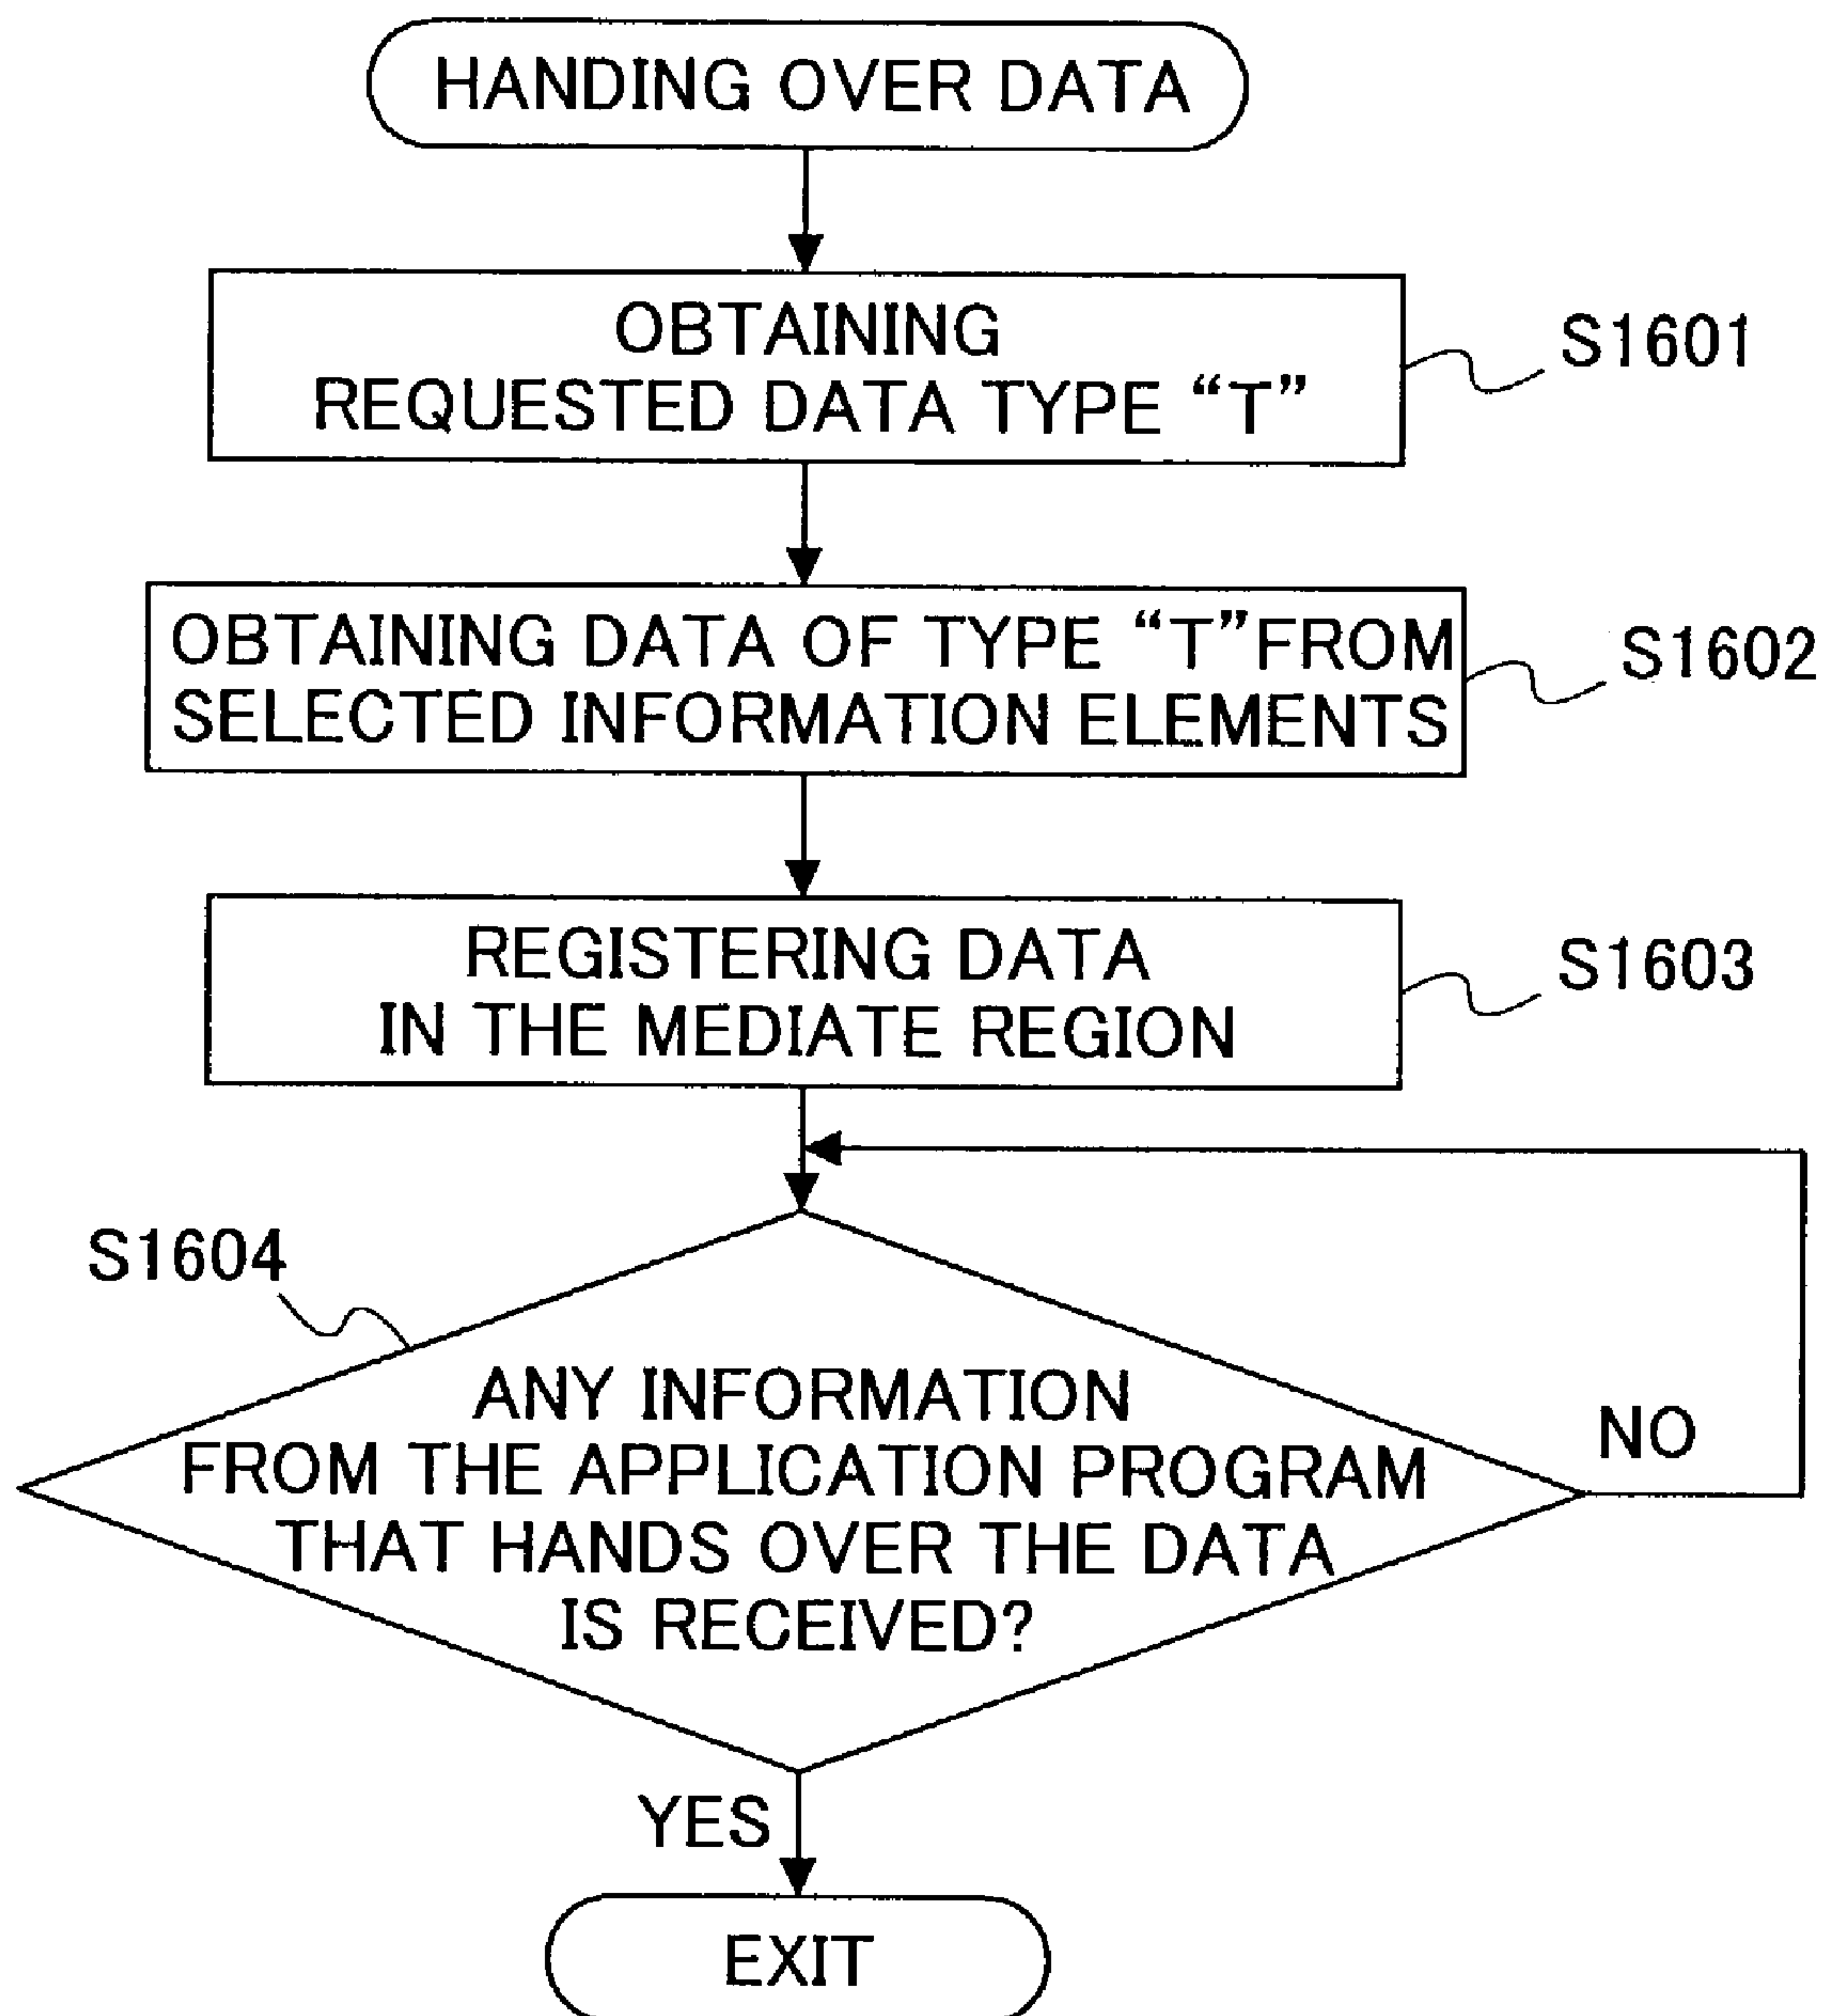 HANDING OVER DATA
OBTAINING
REQUESTED DATA TYPE “T”
S1601
OBTAINING DATA OF TYPE “T”FROM
SELECTED INFORMATION ELEMENTS
S1602
REGISTERING DATA
IN THE MEDIATE REGION
S1603
S1604
ANY INFORMATION
FROM THE APPLICATION PROGRAM
THAT HANDS OVER THE DATA
IS RECEIVED?
NO
YES
EXIT